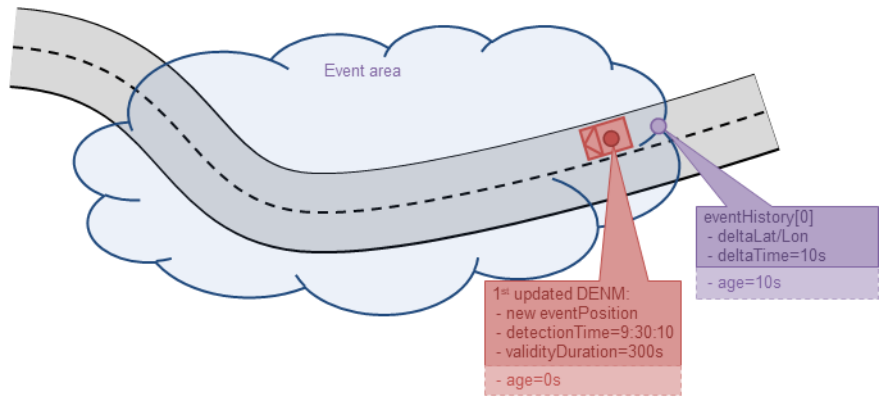 Event area
eventHistory[0]
- deltaLat/Lon
- deltaTime=10s
- age=10s
1st updated DENM:
- new eventPosition
- detectionTime=9:30:10
- validityDuration=300s
- age=0s